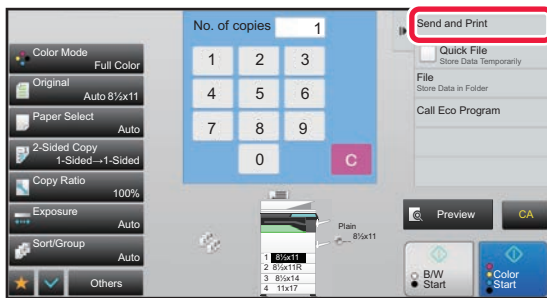 No. of copies 1
Color Mode
Full Color
Original
Auto 8½x11
Paper Select
Auto
2-Sided Copy
1-Sided→1-Sided
Copy Ratio
100%
Exposure
Auto
Sort/Group
Auto
Others
1 2 3
4 5 6
7 8 9
0 C
Plain
8½x11
1 8½x11
2 8½x11R
3 8½x14
4 11x17
Send and Print
Quick File
Store Data Temporarily
File
Store Data in Folder
Call Eco Program
Preview
CA
B/W
Start
Color
Start